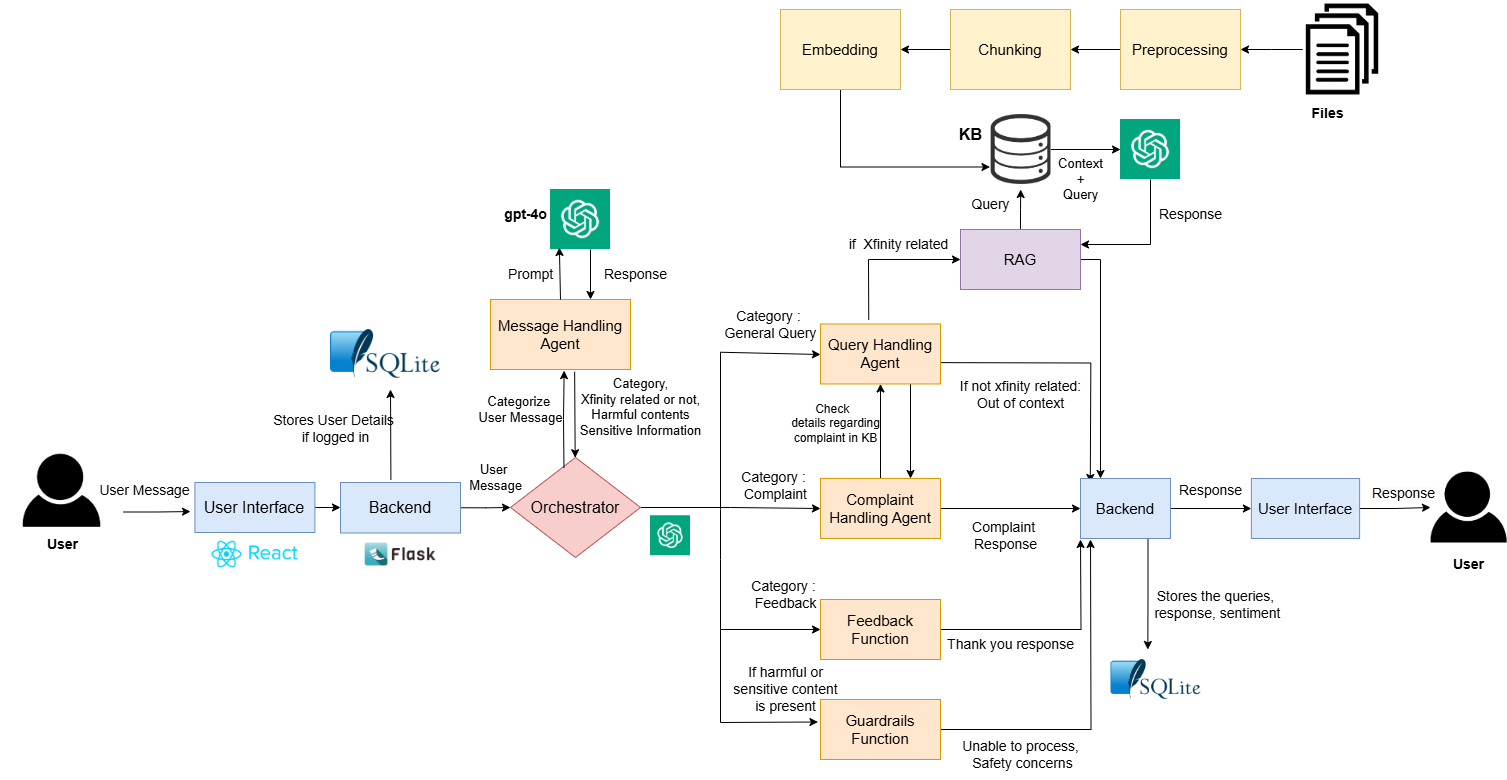 Embedding
Chunking
Preprocessing
Files
KB
Context
+
Query
Query
Response
gpt-4o
Prompt
Response
if Xfinity related
RAG
Message Handling
Agent
Category :
General Query
Query Handling
Agent
SQLite
Categorize
User Message
Category,
Xfinity related or not,
Harmful contents
Sensitive Information
If not xfinity related:
Out of context
Check
details regarding
complaint in KB
Stores User Details
if logged in
User Message
User
User Interface
React
Backend
Flask
User
Message
Orchestrator
Category :
Complaint
Complaint
Handling Agent
Complaint
Response
Backend
Response
User Interface
Response
User
Category :
Feedback
Feedback
Function
Thank you response
Stores the queries,
response, sentiment
SQLite
If harmful or
sensitive content
is present
Guardrails
Function
Unable to process,
Safety concerns